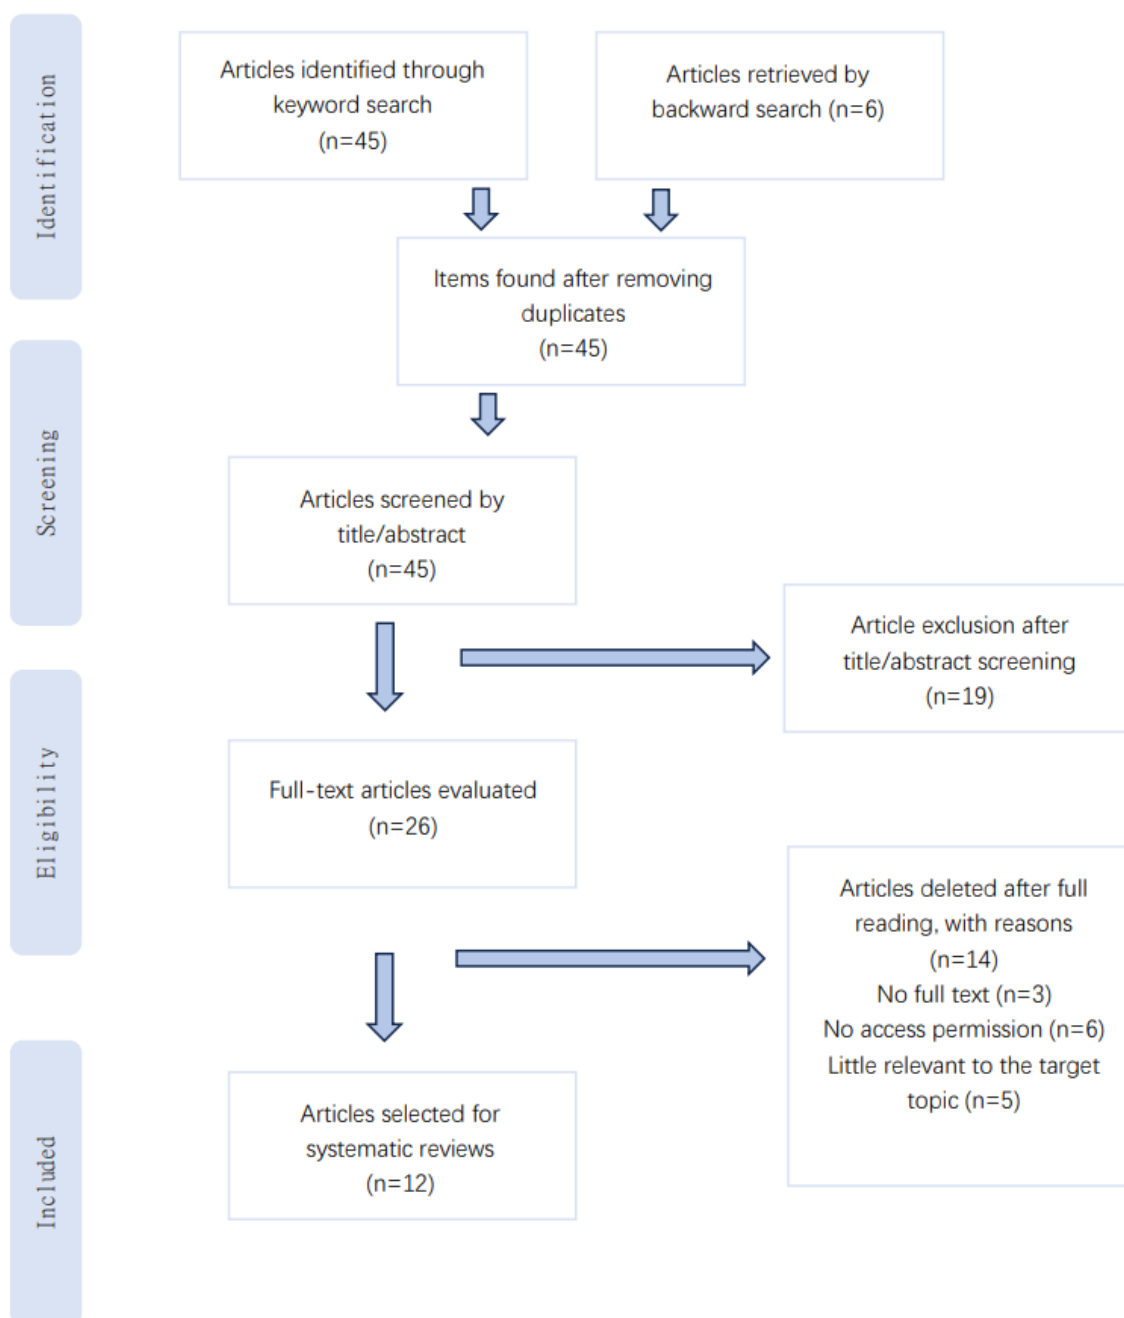 Identification
Articles identified through
keyword search
(n=45)
Articles retrieved by
backward search (n=6)
Items found after removing
duplicates
(n=45)
Screening
Articles screened by
title/abstract
(n=45)
Article exclusion after
title/abstract screening
(n=19)
Eligibility
Full-text articles evaluated
(n=26)
Articles deleted after full
reading, with reasons
(n=14)
No full text (n=3)
No access permission (n=6)
Little relevant to the target
topic (n=5)
Included
Articles selected for
systematic reviews
(n=12)